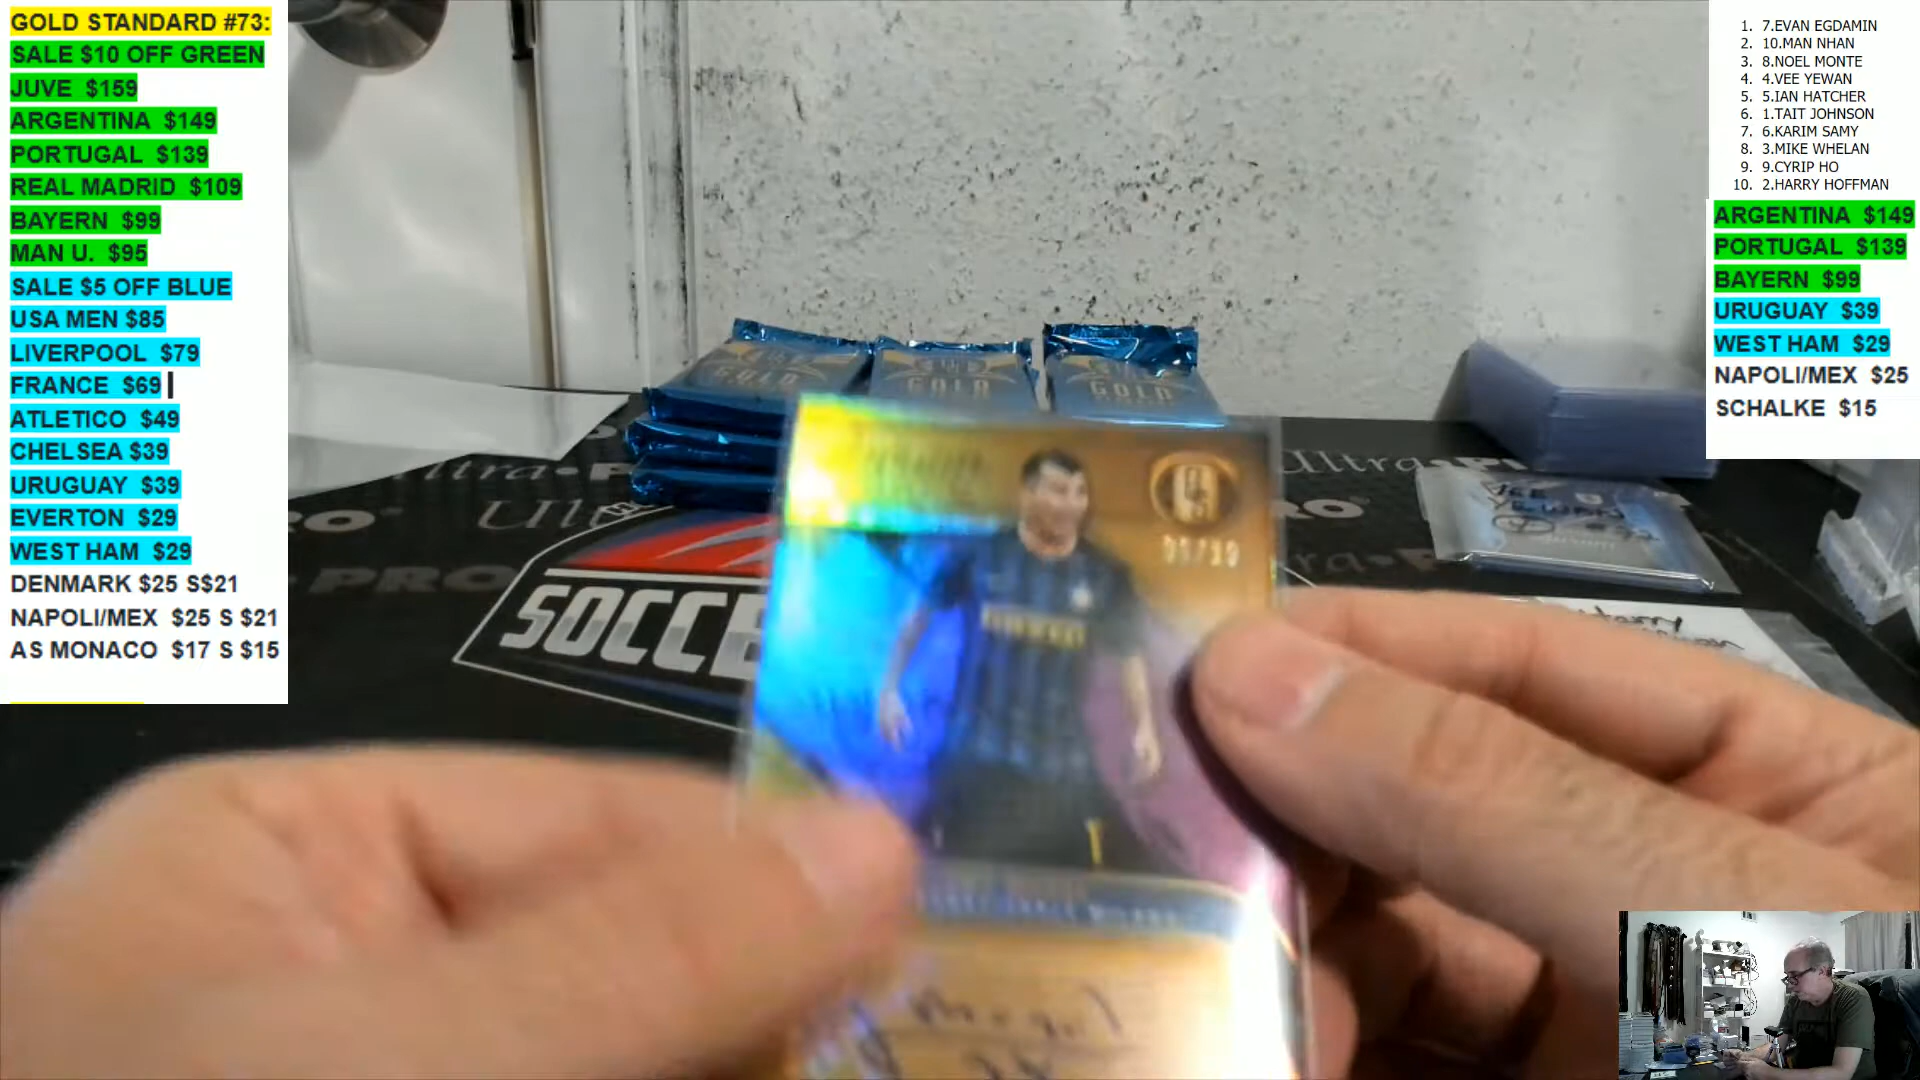 GOLD STANDARD #73:
SALE $10 OFF GREEN
JUVE $159
ARGENTINA $149
PORTUGAL $139
REAL MADRID $109
BAYERN $99
MAN U. $95
SALE $5 OFF BLUE
USA MEN $85
LIVERPOOL $79
FRANCE $69
ATLETICO $49
CHELSEA $39
URUGUAY $39
EVERTON $29
WEST HAM $29
DENMARK $25 S$21
NAPOLI/MEX $25 S $21
AS MONACO $17 S $15
1. 7.EVAN EGDAMIN
2. 10.MAN NHAN
3. 8.NOEL MONTE
4. 4.VEE YEWAN
5. 5.IAN HATCHER
6. 1.TAIT JOHNSON
7. 6.KARIM SAMY
8. 3.MIKE WHELAN
9. 9.CYRIP HO
10. 2.HARRY HOFFMAN
ARGENTINA $149
PORTUGAL $139
BAYERN $99
URUGUAY $39
WEST HAM $29
NAPOLI/MEX $25
SCHALKE $15
GOLD
GOLD
GOLD
Ultra
PRO
SOCCE